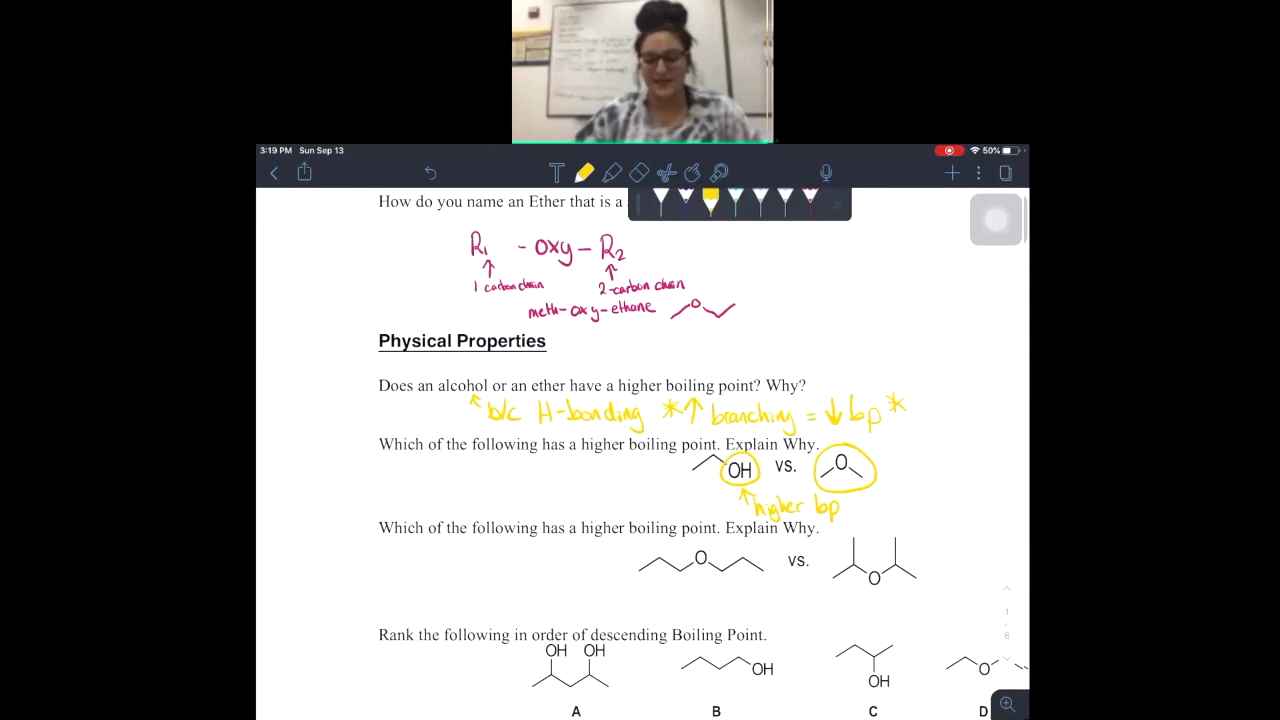 3:19 PM Sun Sep 13
50%
T
How do you name an Ether that is a
R₁ - oxy - R₂
1 carbon chain
2-carbon chain
meth-oxy-ethane
O
Physical Properties
Does an alcohol or an ether have a higher boiling point? Why?
b/c H-bonding *↑ branching = ↓ bp*
Which of the following has a higher boiling point. Explain Why.
OH vs. O
higher bp
Which of the following has a higher boiling point. Explain Why.
O vs. O
1
/
8
Rank the following in order of descending Boiling Point.
OH OH
OH
OH
O
A B C D